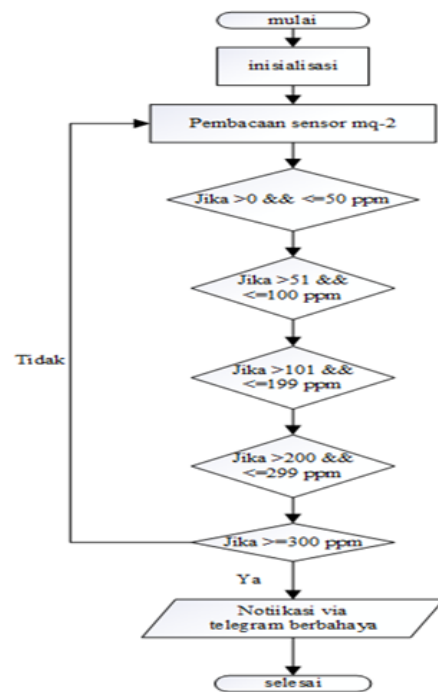 mulai
inisialisasi
Pembacaan sensor mq-2
Jika >0 && <=50 ppm
Jika >51 &&
<=100 ppm
Tidak
Jika >101 &&
<=199 ppm
Jika >200 &&
<=299 ppm
Jika >=300 ppm
Ya
Notiikasi via
telegram berbahaya
selesai